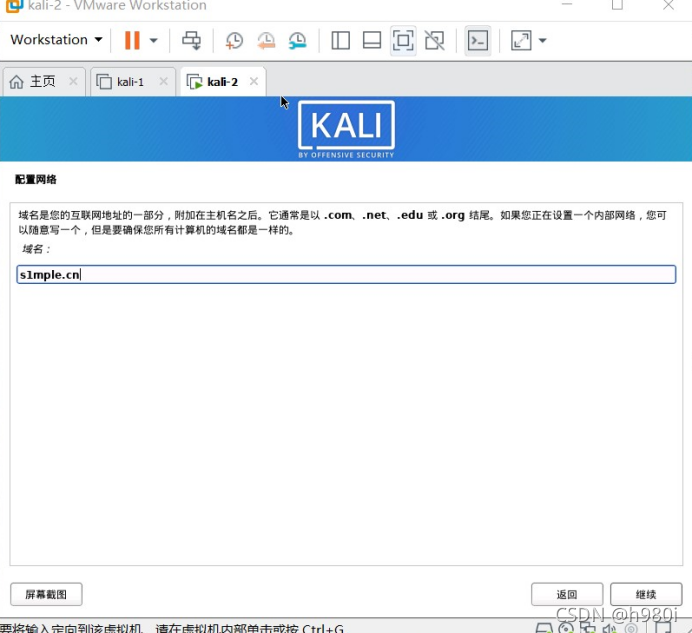 kali-2 - VMware Workstation
Workstation
主页
kali-1
kali-2
KALI
BY OFFENSIVE SECURITY
配置网络
域名是您的互联网地址的一部分，附加在主机名之后。它通常是以 .com、.net、.edu 或 .org 结尾。如果您正在设置一个内部网络，您可
以随意写一个，但是要确保您所有计算机的域名都是一样的。
域名：
s1mple.cn
屏幕截图
返回
继续
CSDN @h980i
要将输入定向到该虚拟机，请在虚拟机内部单击或按 Ctrl+G